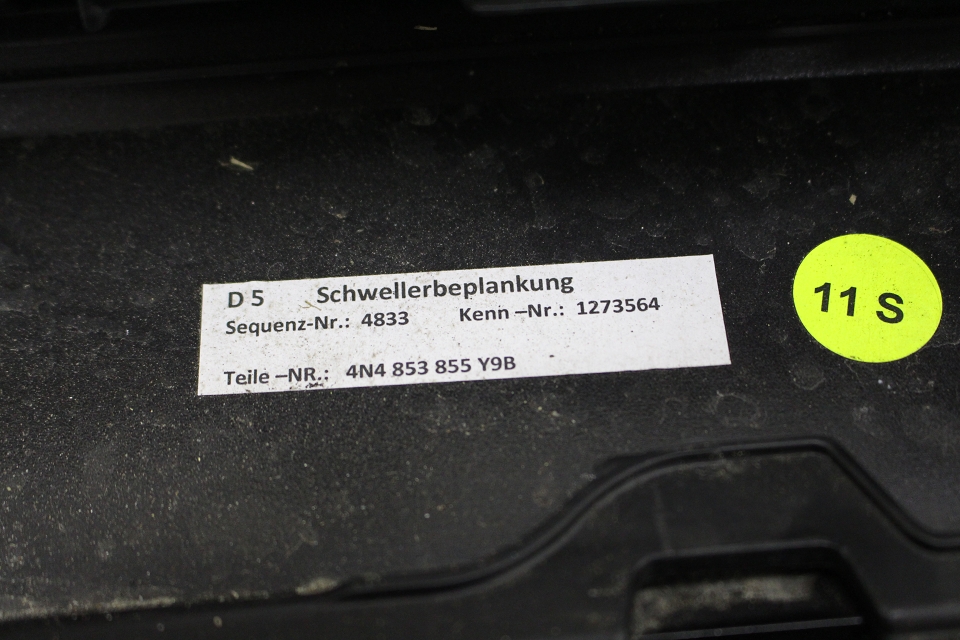 D 5 Schwellerbeplankung
Sequenz-Nr.: 4833 Kenn –Nr.: 1273564
Teile –NR.: 4N4 853 855 Y9B
11 S